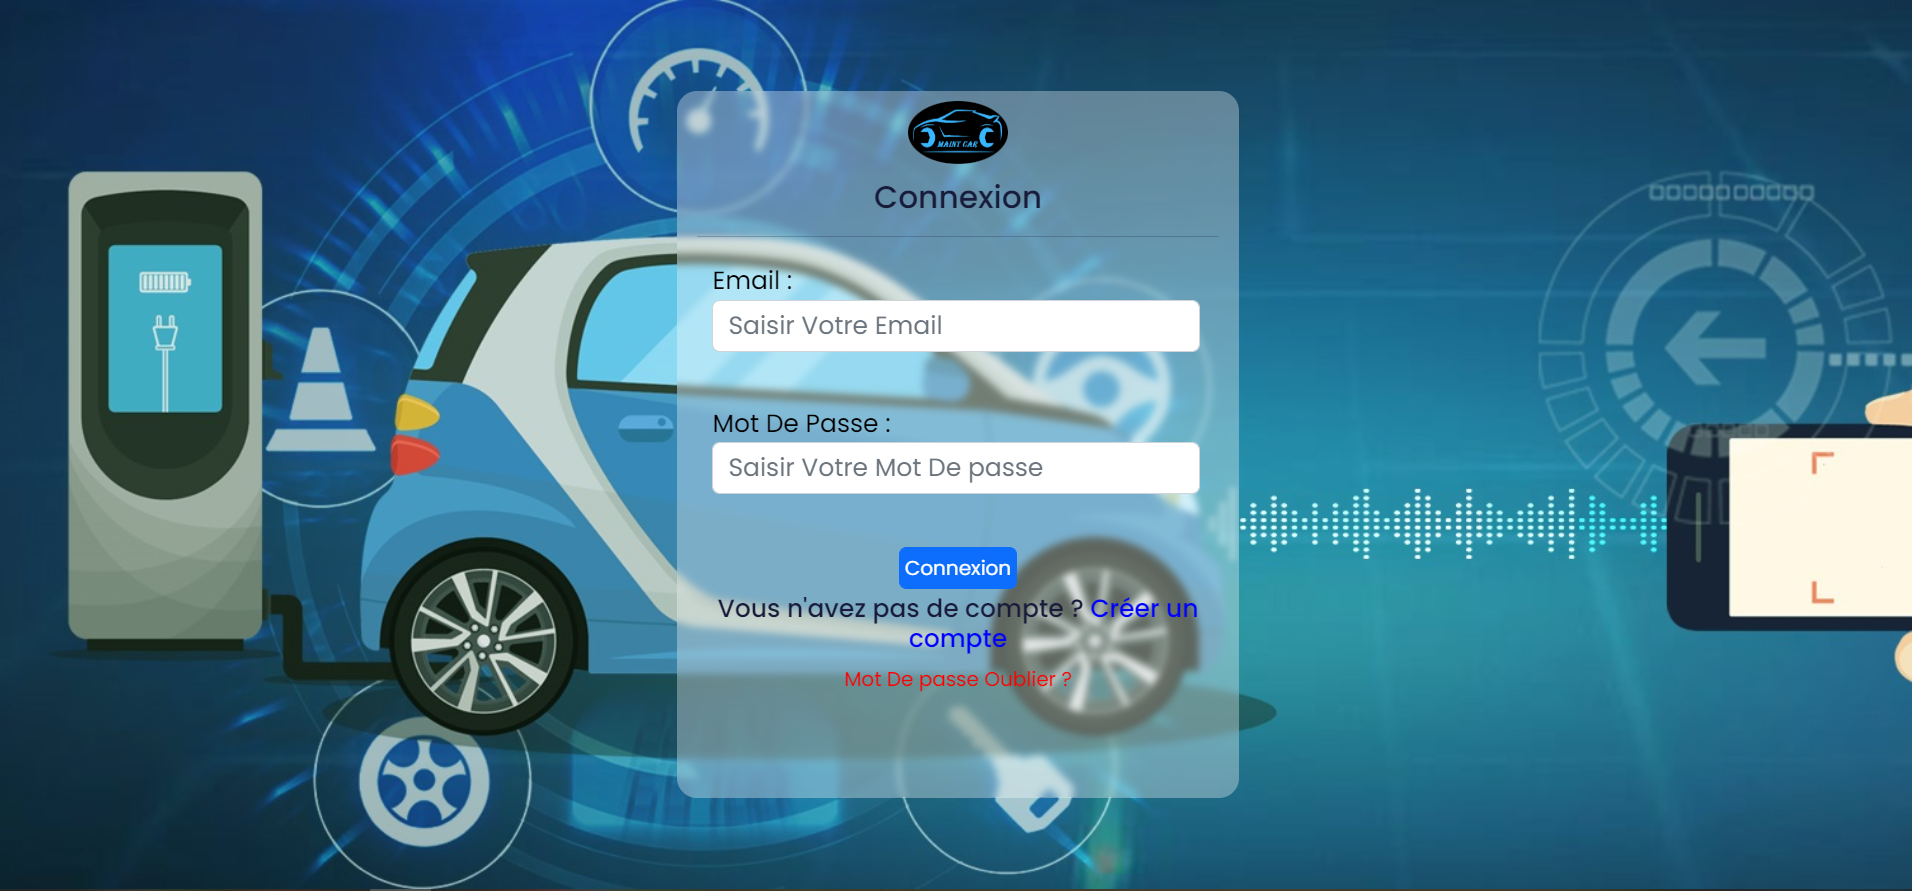 MAINT CAR
Connexion
Email :
Saisir Votre Email
Mot De Passe :
Saisir Votre Mot De passe
Connexion
Vous n'avez pas de compte ? Créer un
compte
Mot De passe Oublier ?